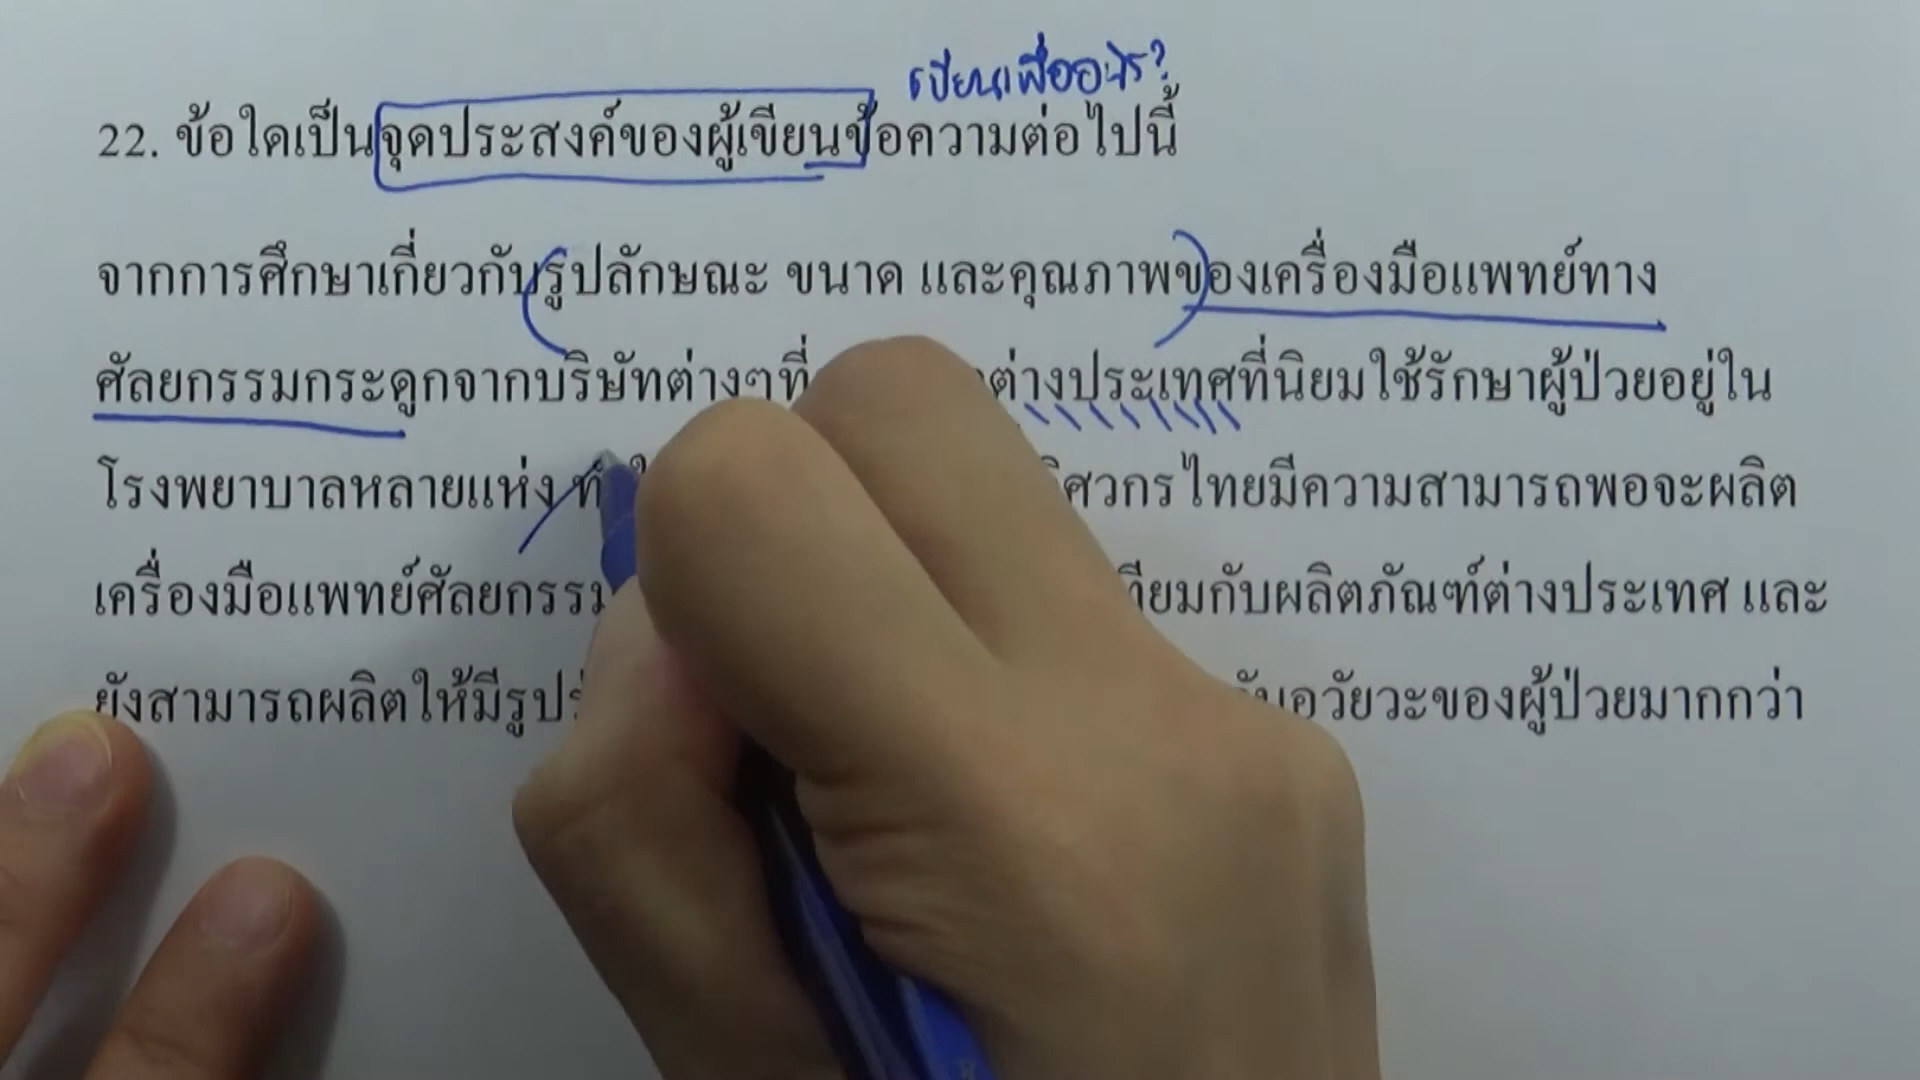 เขียนเพื่ออะไร?
22. ข้อใดเป็นจุดประสงค์ของผู้เขียนข้อความต่อไปนี้
จากการศึกษาเกี่ยวกับรูปลักษณะ ขนาด และคุณภาพของเครื่องมือแพทย์ทาง
ศัลยกรรมกระดูกจากบริษัทต่างๆที่ ต่างประเทศที่นิยมใช้รักษาผู้ป่วยอยู่ใน
โรงพยาบาลหลายแห่ง วิศวกรไทยมีความสามารถพอจะผลิต
เครื่องมือแพทย์ศัลยกรรม กับผลิตภัณฑ์ต่างประเทศ และ
ยังสามารถผลิตให้มี อวัยวะของผู้ป่วยมากกว่า